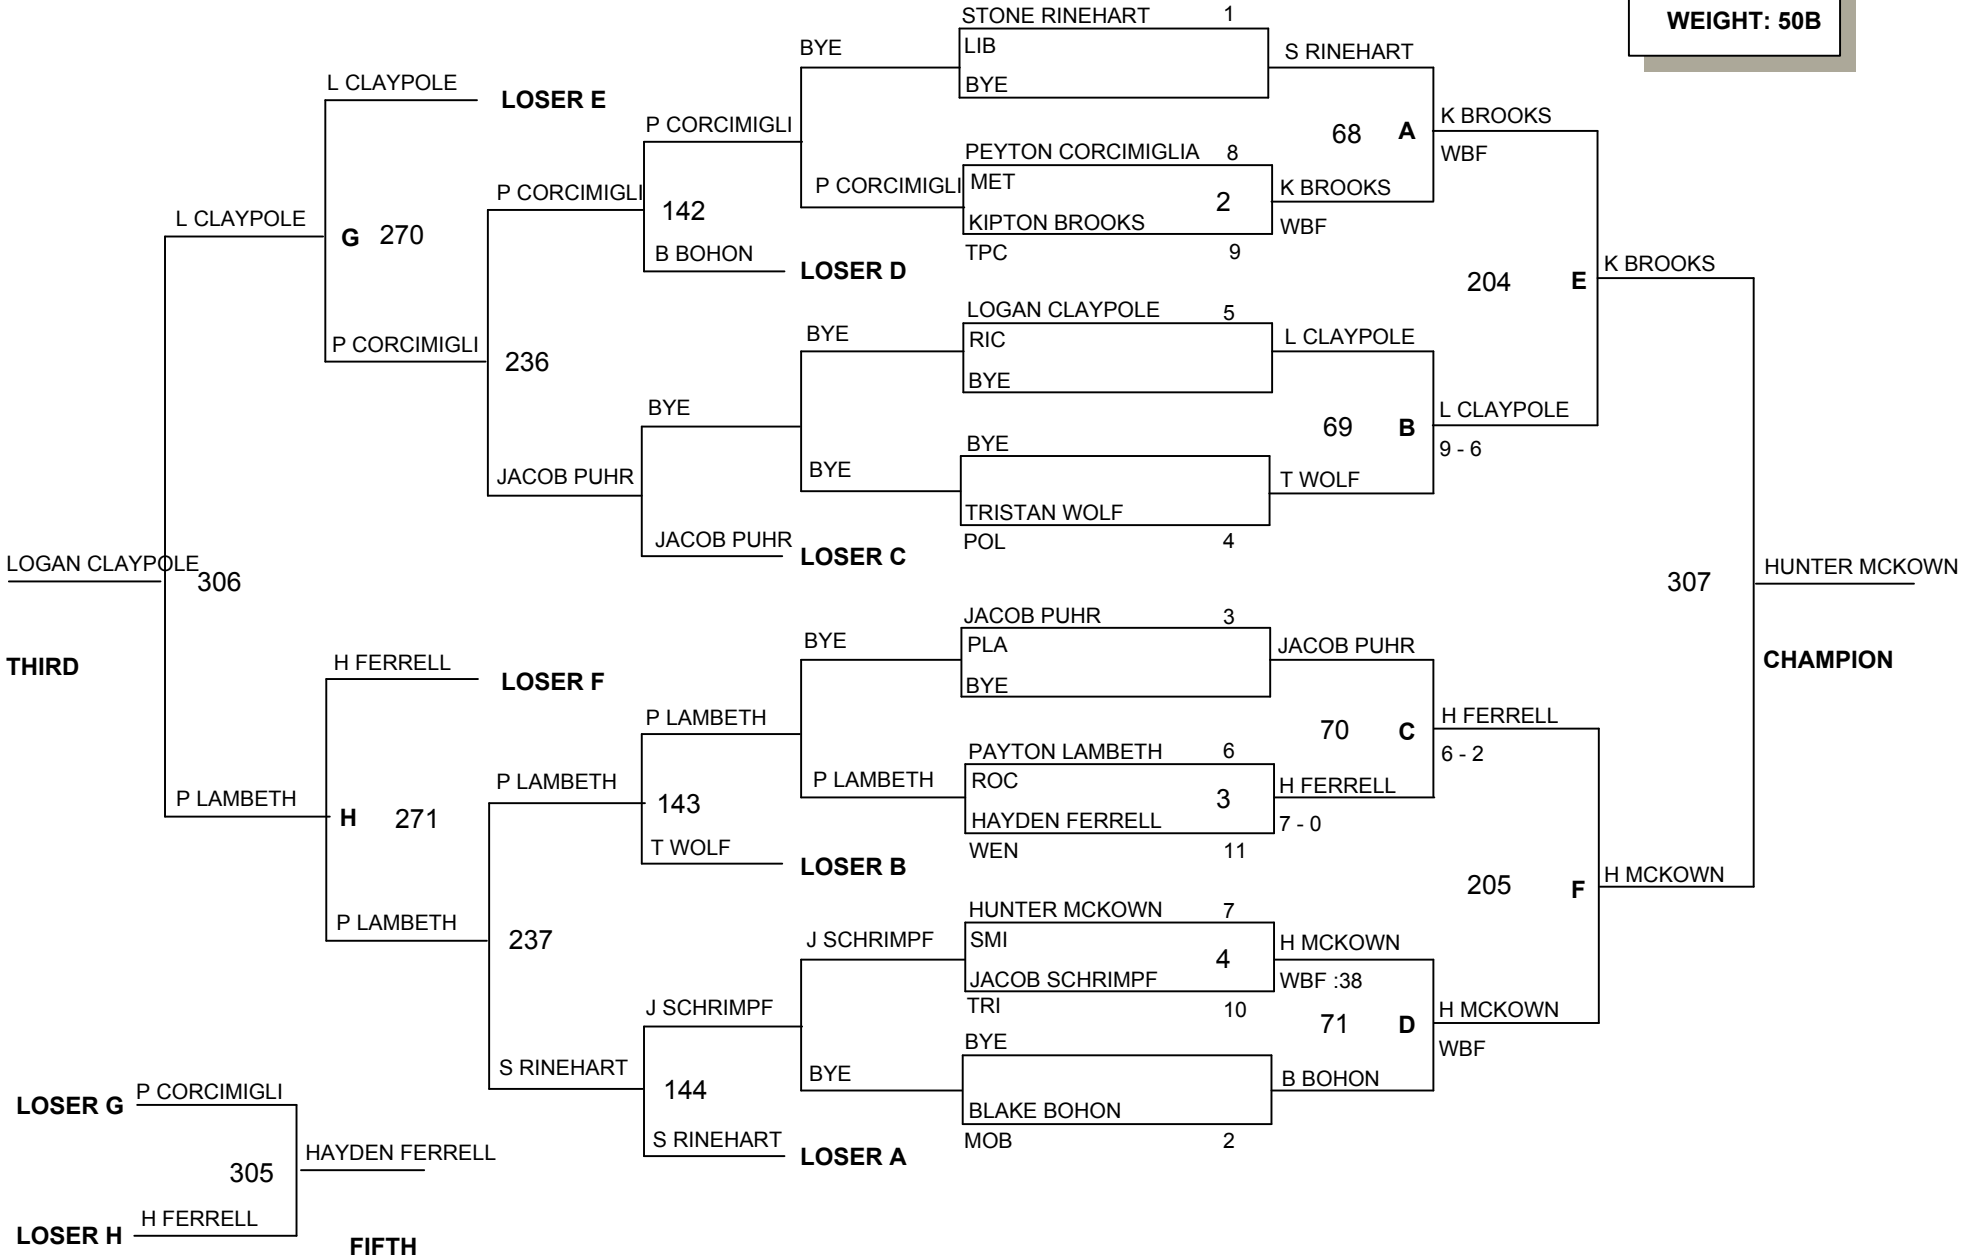 WEIGHT: 50B
STONE RINEHART 1
LIB
BYE
BYE
S RINEHART
L CLAYPOLE
LOSER E
P CORCIMIGLI
68 A
K BROOKS
WBF
PEYTON CORCIMIGLIA 8
MET
KIPTON BROOKS
2
TPC 9
P CORCIMIGLI
K BROOKS
WBF
P CORCIMIGLI
142
B BOHON
LOSER D
L CLAYPOLE
G 270
204 E
K BROOKS
LOGAN CLAYPOLE 5
RIC
BYE
BYE
L CLAYPOLE
P CORCIMIGLI
236
BYE
69 B
L CLAYPOLE
9 - 6
BYE
BYE
T WOLF
TRISTAN WOLF
POL 4
JACOB PUHR
JACOB PUHR
LOSER C
LOGAN CLAYPOLE
306
THIRD
307
HUNTER MCKOWN
CHAMPION
JACOB PUHR 3
PLA
BYE
BYE
JACOB PUHR
H FERRELL
LOSER F
P LAMBETH
70 C
H FERRELL
6 - 2
PAYTON LAMBETH 6
ROC
HAYDEN FERRELL
3
WEN 11
P LAMBETH
H FERRELL
7 - 0
P LAMBETH
143
T WOLF
LOSER B
P LAMBETH
H 271
205 F
H MCKOWN
HUNTER MCKOWN 7
SMI
JACOB SCHRIMPF
4
TRI 10
J SCHRIMPF
H MCKOWN
WBF :38
P LAMBETH
237
J SCHRIMPF
71 D
H MCKOWN
WBF
BYE
BYE
B BOHON
BLAKE BOHON
MOB 2
S RINEHART
144
S RINEHART
LOSER A
LOSER G P CORCIMIGLI
305
HAYDEN FERRELL
LOSER H H FERRELL
FIFTH